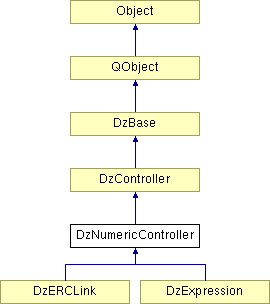 Object
QObject
DzBase
DzController
DzNumericController
DzERCLink
DzExpression